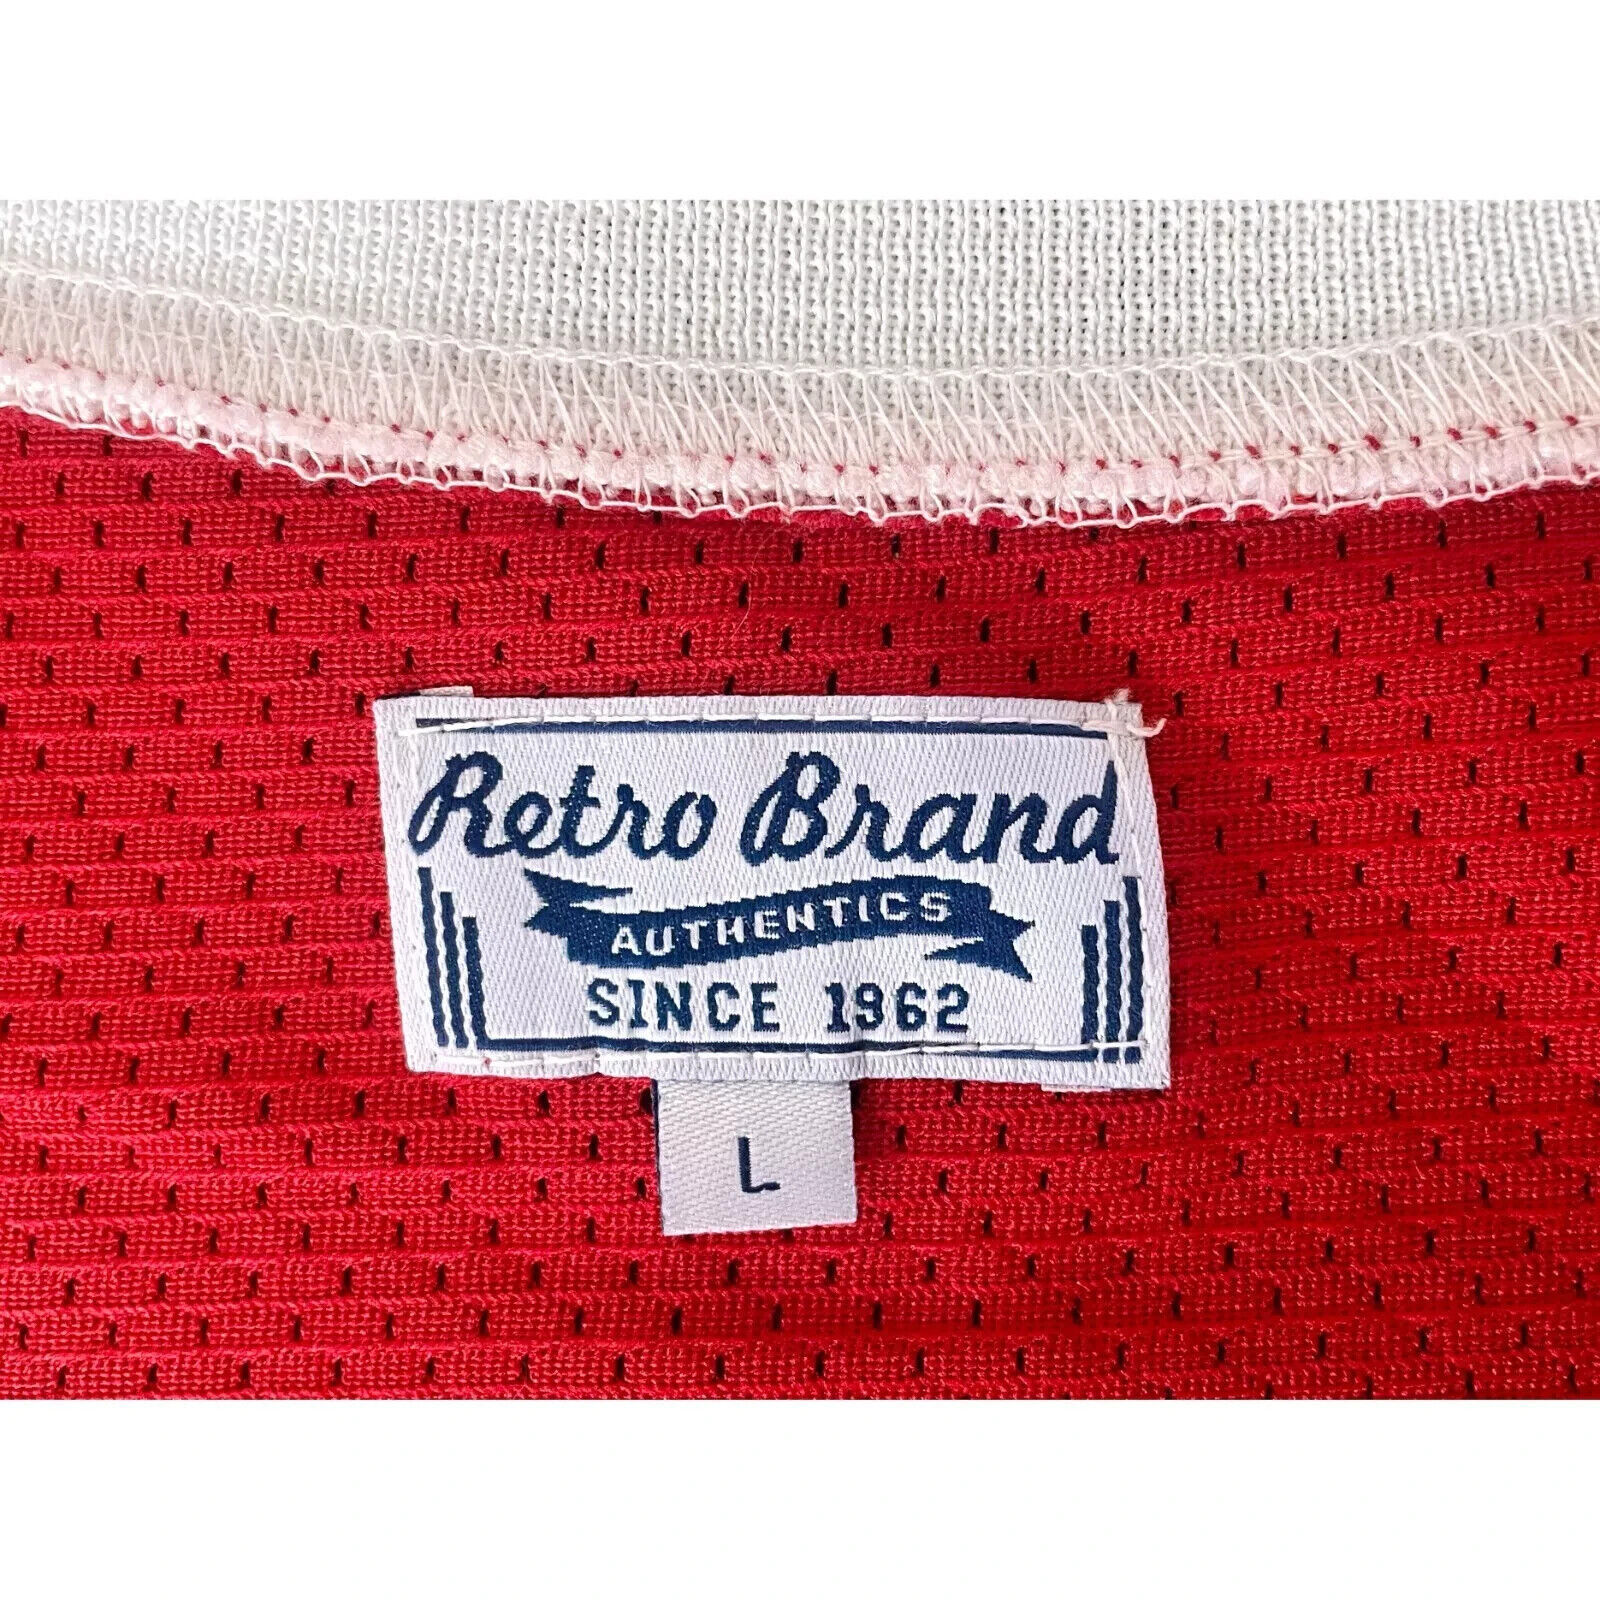 Retro Brand
AUTHENTICS
SINCE 1962
L